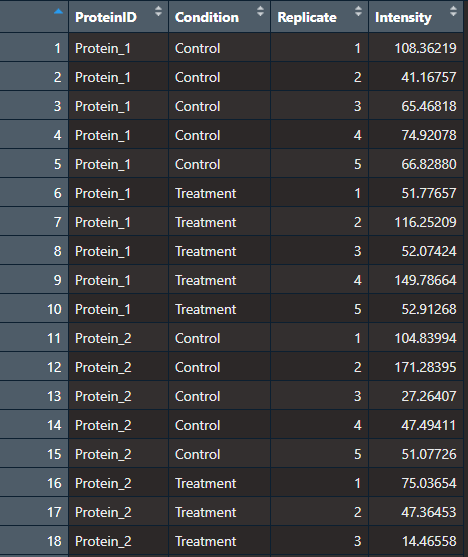 ProteinID Condition Replicate Intensity
1 Protein_1 Control 1 108.36219
2 Protein_1 Control 2 41.16757
3 Protein_1 Control 3 65.46818
4 Protein_1 Control 4 74.92078
5 Protein_1 Control 5 66.82880
6 Protein_1 Treatment 1 51.77657
7 Protein_1 Treatment 2 116.25209
8 Protein_1 Treatment 3 52.07424
9 Protein_1 Treatment 4 149.78664
10 Protein_1 Treatment 5 52.91268
11 Protein_2 Control 1 104.83994
12 Protein_2 Control 2 171.28395
13 Protein_2 Control 3 27.26407
14 Protein_2 Control 4 47.49411
15 Protein_2 Control 5 51.07726
16 Protein_2 Treatment 1 75.03654
17 Protein_2 Treatment 2 47.36453
18 Protein_2 Treatment 3 14.46558